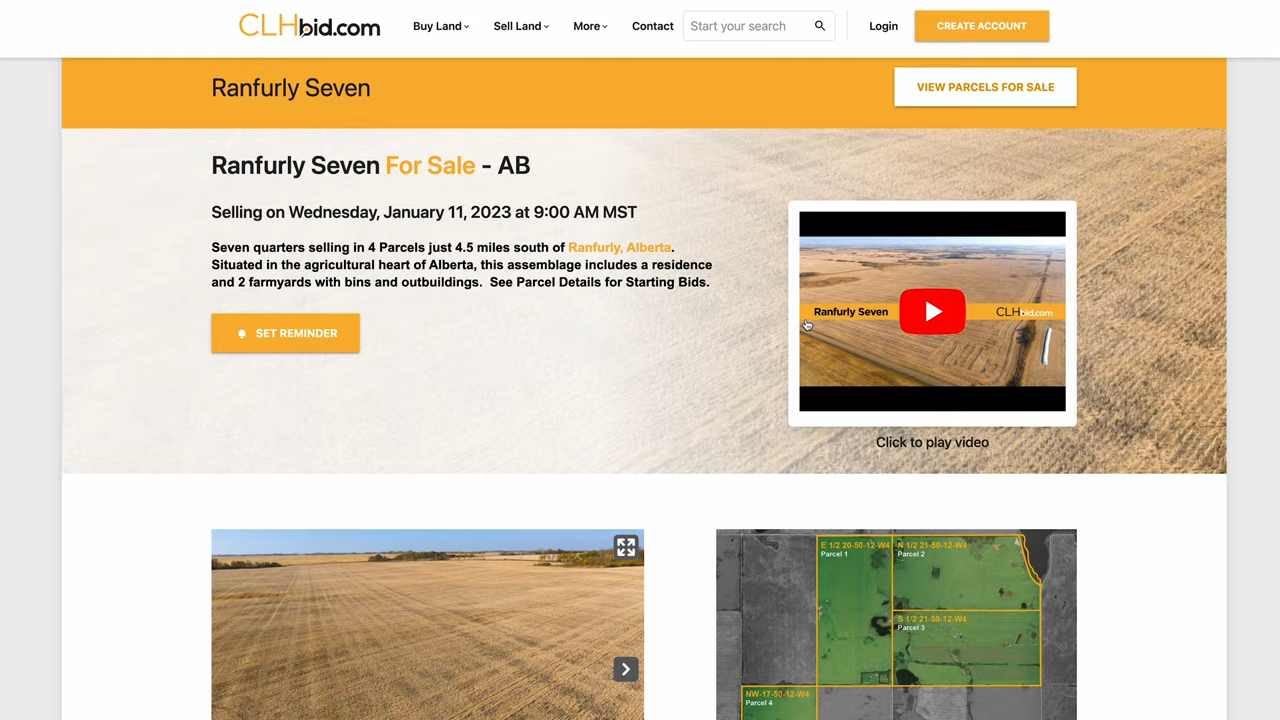 CLHbid.com
Buy Land
Sell Land
More
Contact
Start your search
Login
CREATE ACCOUNT
Ranfurly Seven
VIEW PARCELS FOR SALE
Ranfurly Seven For Sale - AB
Selling on Wednesday, January 11, 2023 at 9:00 AM MST
Seven quarters selling in 4 Parcels just 4.5 miles south of Ranfurly, Alberta.
Situated in the agricultural heart of Alberta, this assemblage includes a residence
and 2 farmyards with bins and outbuildings. See Parcel Details for Starting Bids.
SET REMINDER
Ranfurly Seven
CLHbid.com
Click to play video
E 1/2 20-50-12-W4
Parcel 1
N 1/2 21-50-12-W4
Parcel 2
S 1/2 21-50-12-W4
Parcel 3
NW-17-50-12-W4
Parcel 4